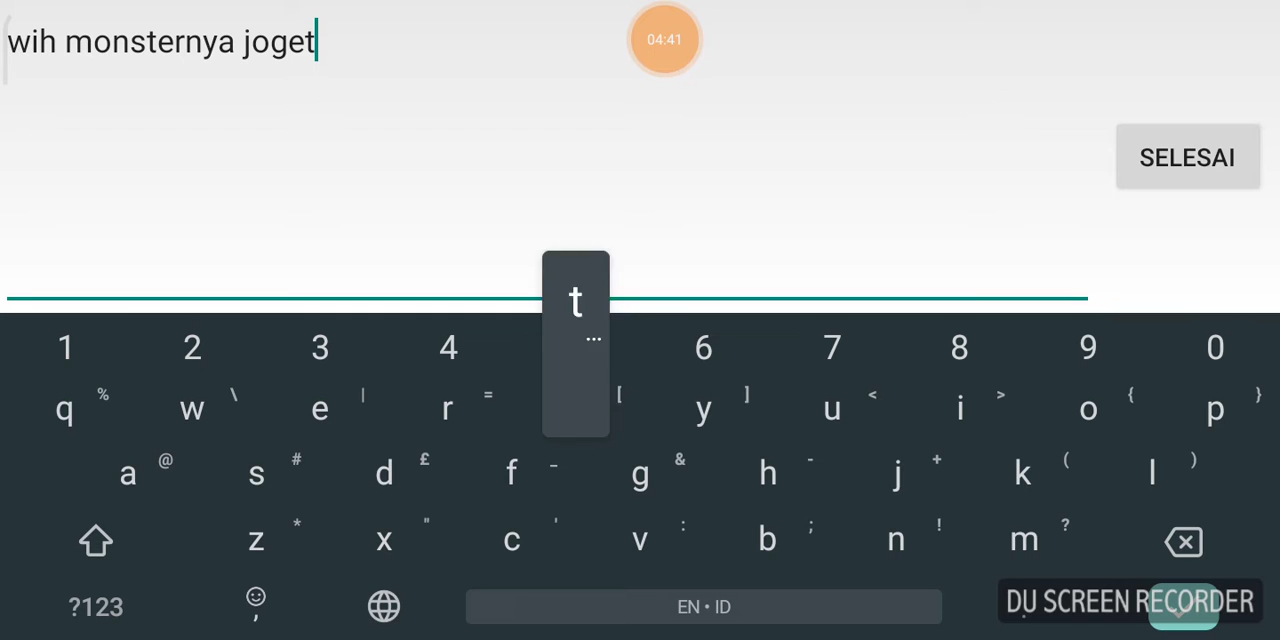 wih monsternya joget
04:41
SELESAI
t
...
1 2 3 4 6 7 8 9 0
q % w \ e | r = [ y ] u < i > o { p }
a @ s # d £ f _ g & h - j + k ( l )
z * x " c ' v : b ; n ! m ?
?123 , EN • ID DU SCREEN RECORDER